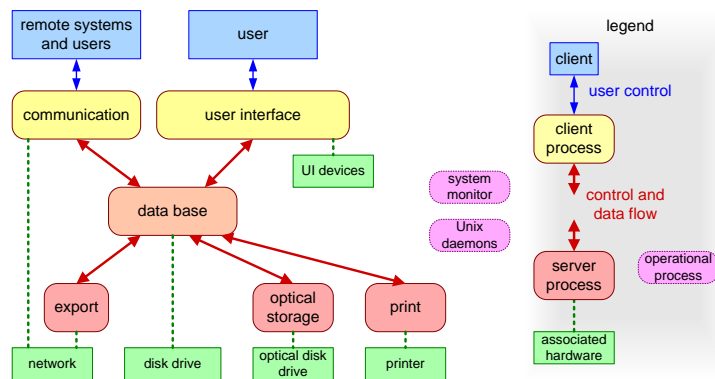 remote systems
and users
user
communication
user interface
UI devices
data base
system
monitor
Unix
daemons
export
optical
storage
print
network
disk drive
optical disk
drive
printer
legend
client
user control
client
process
control and
data flow
server
process
operational
process
associated
hardware